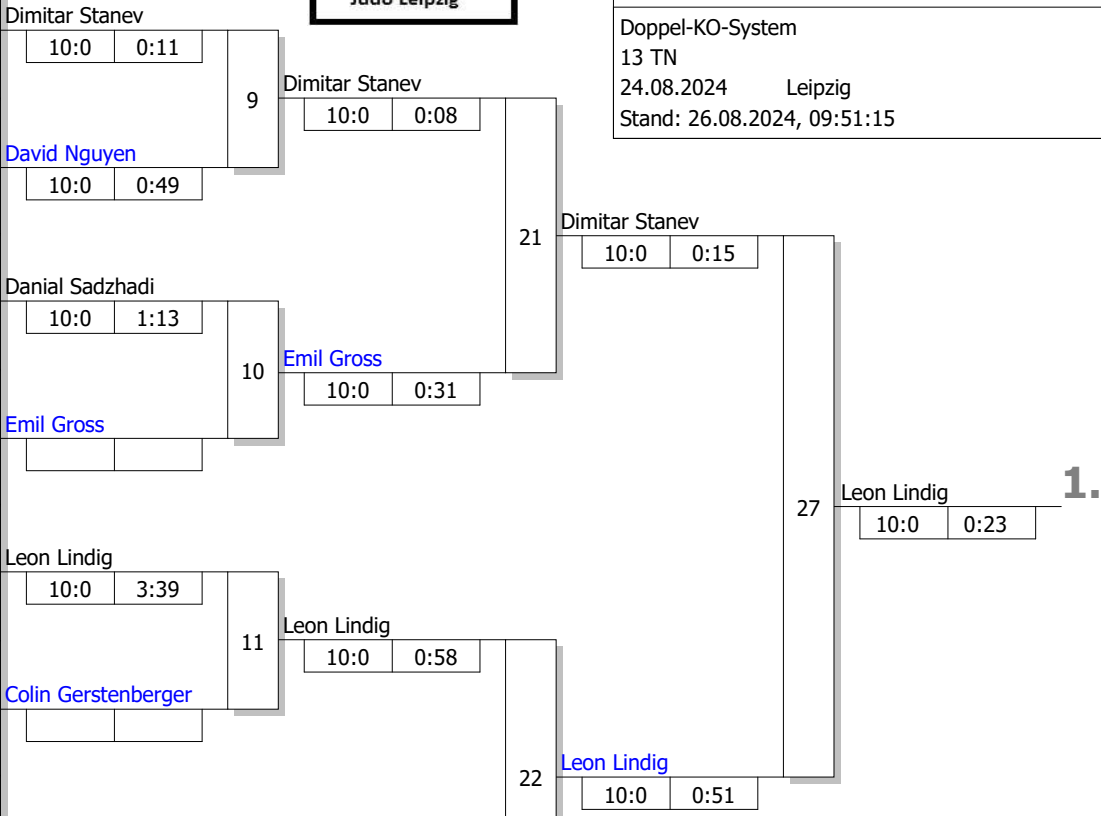 Judo Leipzig
Doppel-KO-System
13 TN
24.08.2024 Leipzig
Stand: 26.08.2024, 09:51:15
Dimitar Stanev
10:0 0:11
9
David Nguyen
10:0 0:49
Dimitar Stanev
10:0 0:08
21
Danial Sadzhadi
10:0 1:13
10
Emil Gross
Emil Gross
10:0 0:31
Dimitar Stanev
10:0 0:15
27
Leon Lindig
10:0 3:39
11
Colin Gerstenberger
Leon Lindig
10:0 0:58
22
Leon Lindig
10:0 0:51
Leon Lindig
10:0 0:23
1.